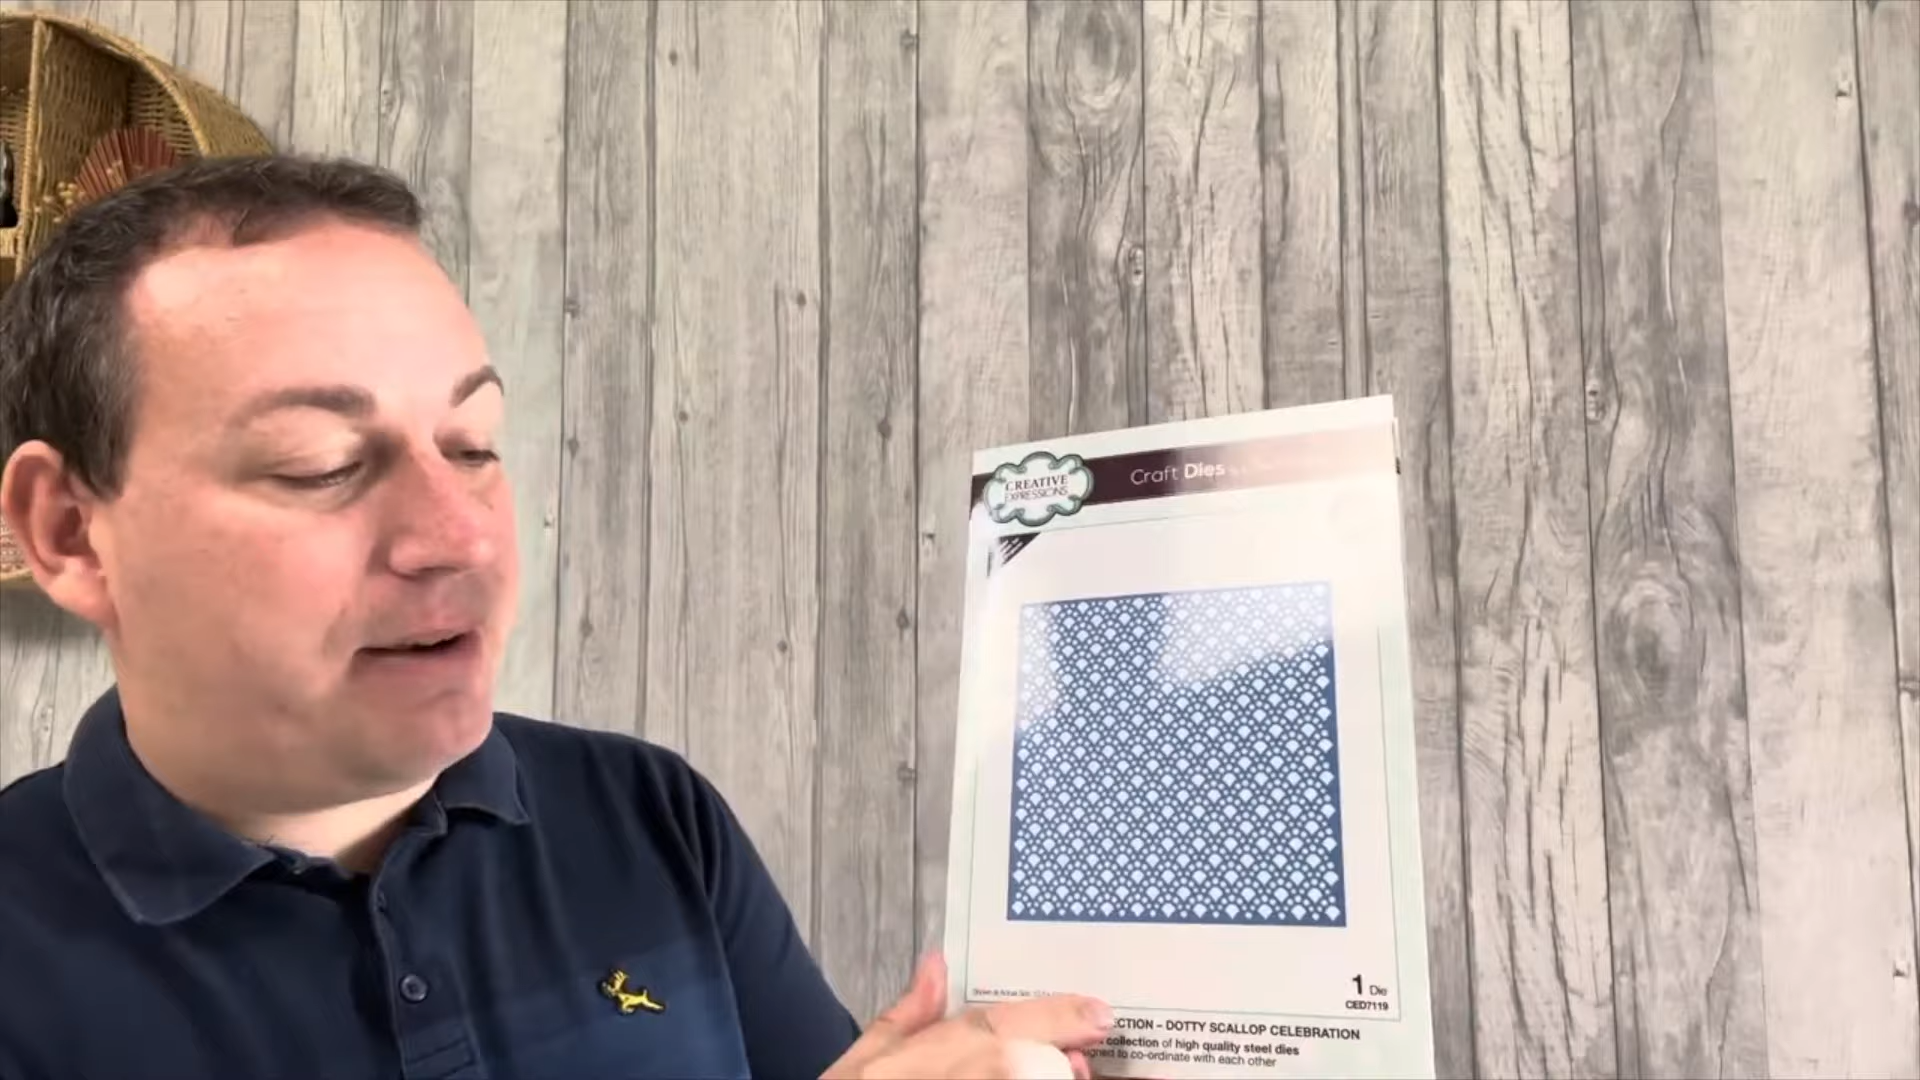 CREATIVE
EXPRESSIONS
Craft Dies
1 Die
CED7119
ECTION – DOTTY SCALLOP CELEBRATION
collection of high quality steel dies
igned to co-ordinate with each other